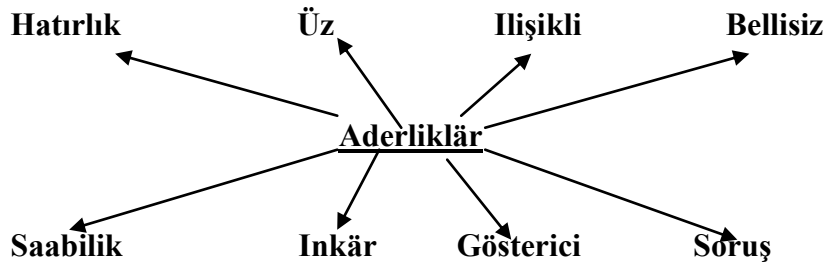 Hatırlık Üz Ilişikli Bellisiz
Aderliklär
Saabilik Inkär Gösterici Soruş